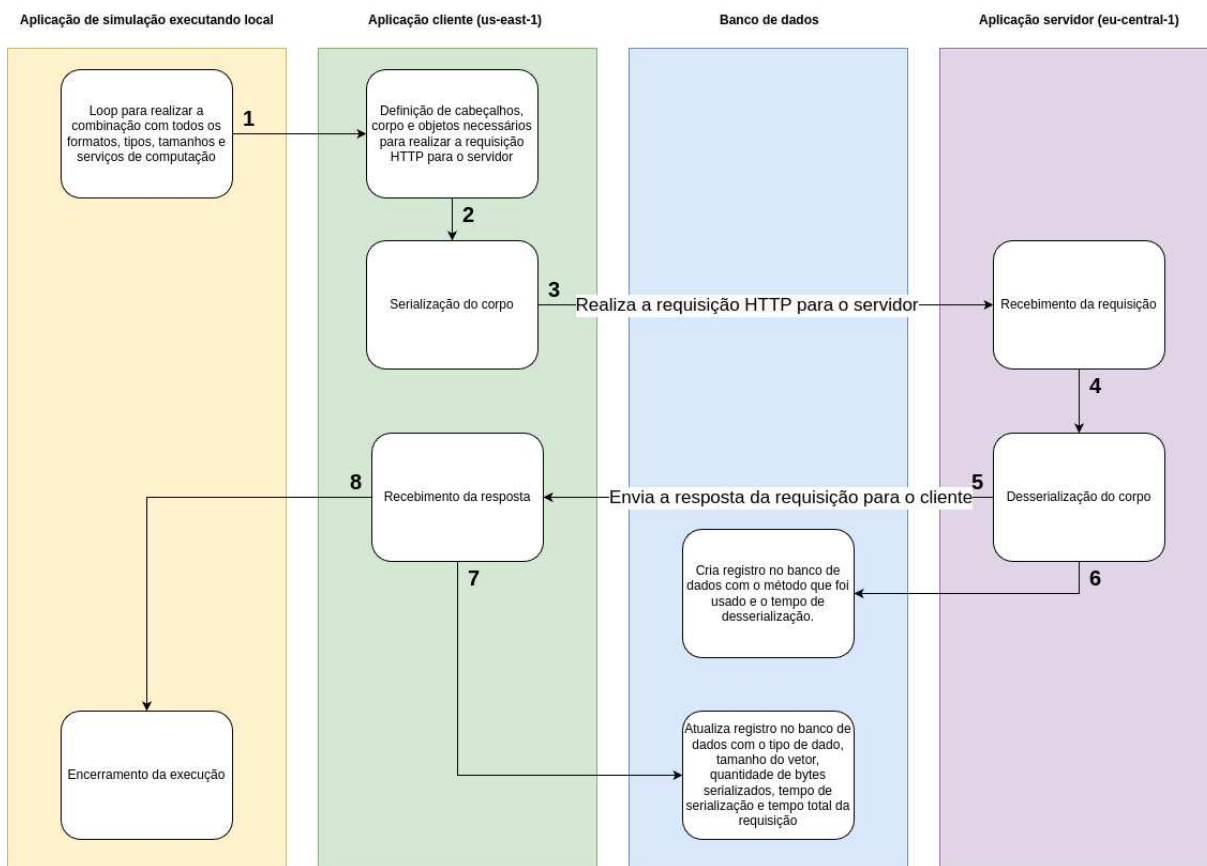 Aplicação de simulação executando local
Aplicação cliente (us-east-1)
Banco de dados
Aplicação servidor (eu-central-1)
Loop para realizar a
combinação com todos os
formatos, tipos, tamanhos e
serviços de computação
1
Definição de cabeçalhos,
corpo e objetos necessários
para realizar a requisição
HTTP para o servidor
2
Serialização do corpo
3
Realiza a requisição HTTP para o servidor
Recebimento da requisição
4
Desserialização do corpo
5
Envia a resposta da requisição para o cliente
Recebimento da resposta
8
7
6
Cria registro no banco de
dados com o método que foi
usado e o tempo de
desserialização.
Atualiza registro no banco de
dados com o tipo de dado,
tamanho do vetor,
quantidade de bytes
serializados, tempo de
serialização e tempo total da
requisição
Encerramento da execução